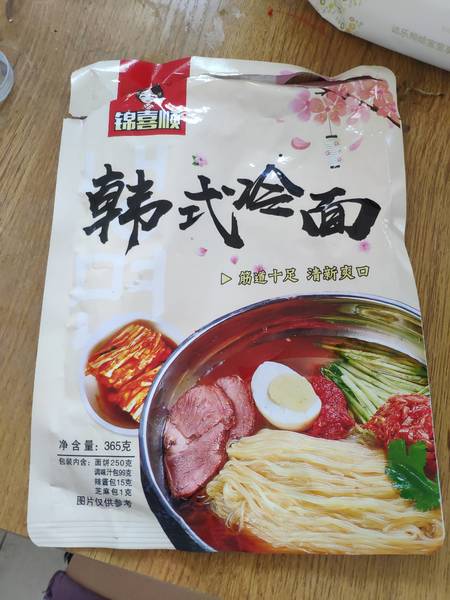 锦喜顺
韩式冷面
筋道十足 清新爽口
净含量: 365克
包装内含: 面饼250克
调味汁包99克
辣酱包15克
芝麻包1克
图片仅供参考